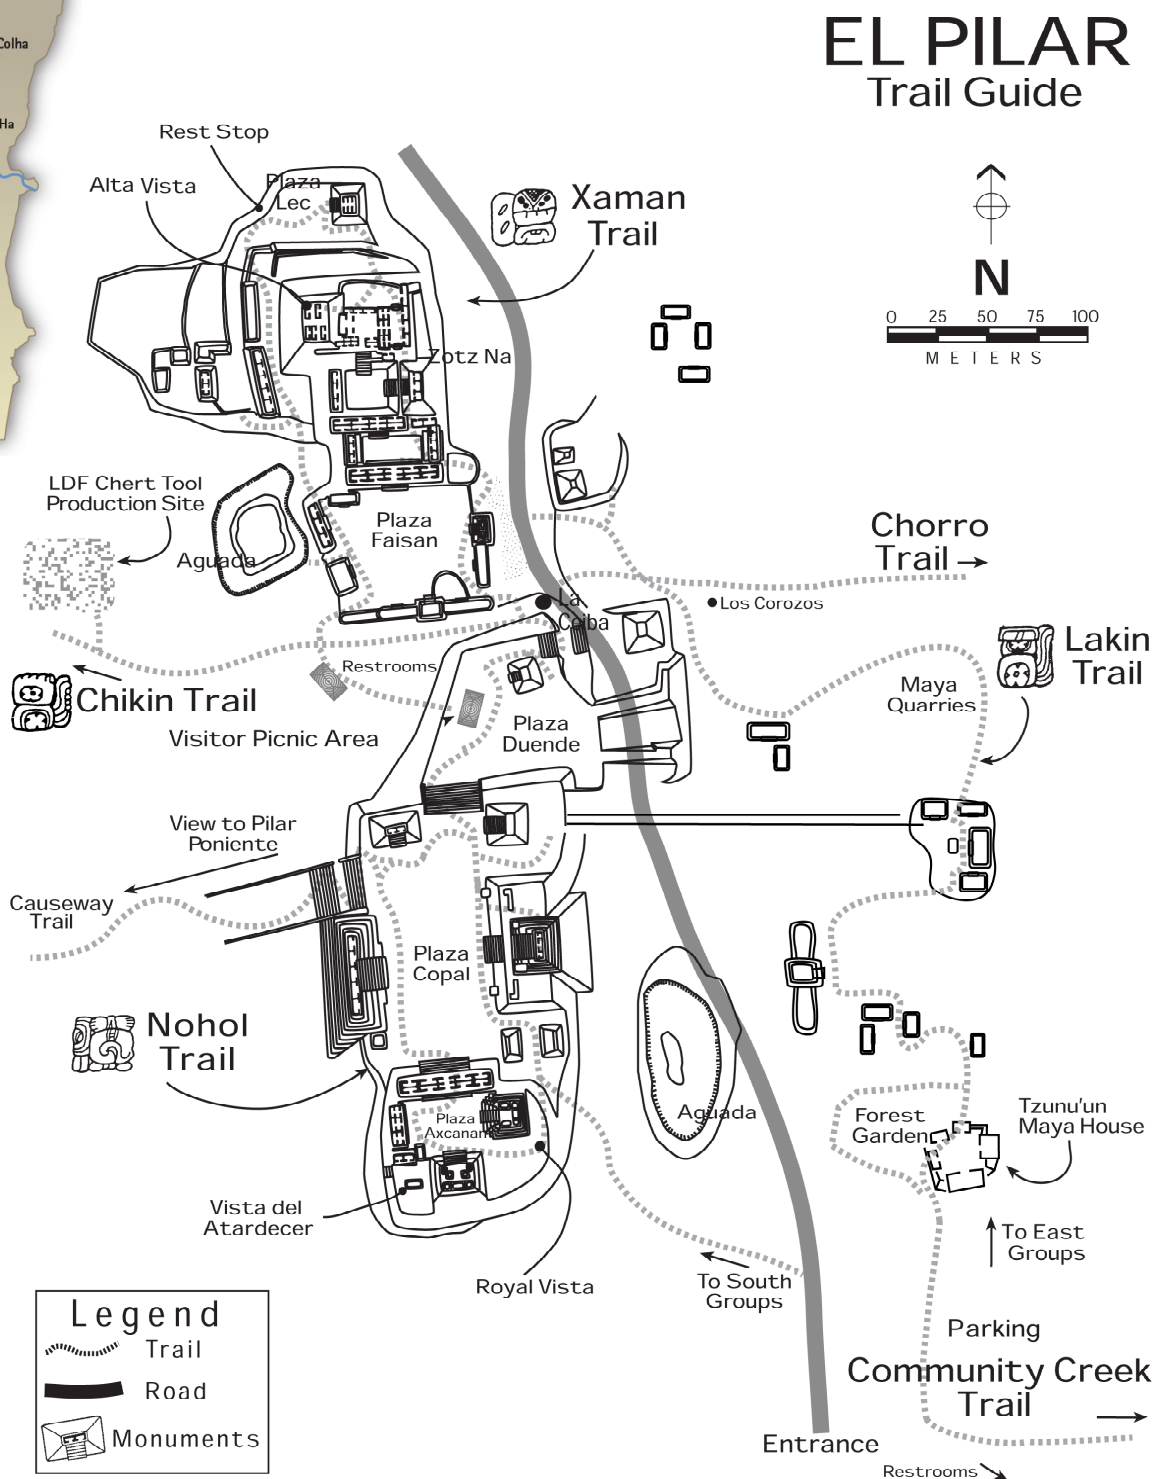 Colha
Ha
EL PILAR
Trail Guide
Rest Stop
Alta Vista
Plaza
Lec
Xaman
Trail
N
0 25 50 75 100
METERS
Zotz Na
LDF Chert Tool
Production Site
Aguada
Plaza
Faisan
Chorro
Trail
La
Ceiba
Los Corozos
Lakin
Trail
Restrooms
Maya
Quarries
Chikin Trail
Visitor Picnic Area
Plaza
Duende
View to Pilar
Poniente
Causeway
Trail
Plaza
Copal
Nohol
Trail
Aguada
Plaza
Axcanan
Forest
Garden
Tzunu'un
Maya House
Vista del
Atardecer
To East
Groups
Royal Vista
To South
Groups
Legend
Trail
Road
Monuments
Parking
Community Creek
Trail
Entrance
Restrooms